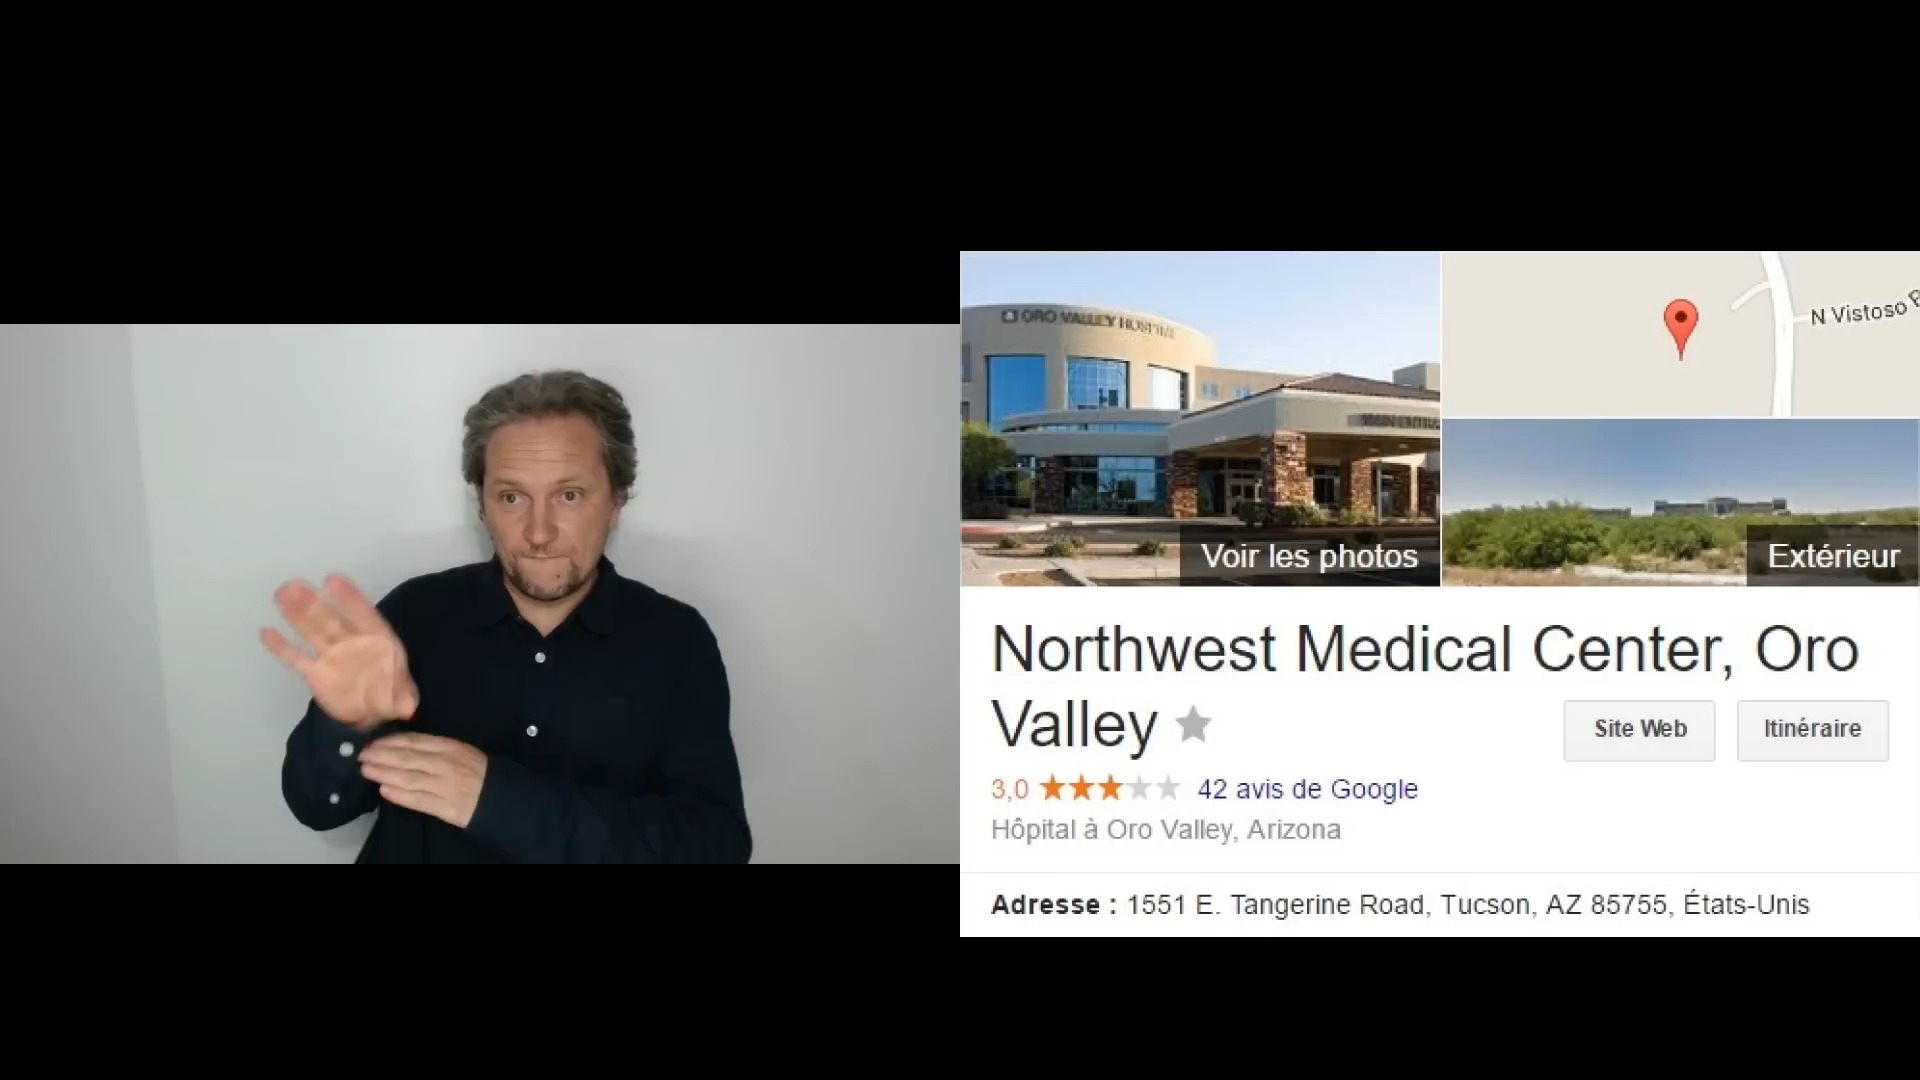 ORO VALLEY HOSPITAL
N Vistoso
Voir les photos
Extérieur
Northwest Medical Center, Oro
Valley
Site Web
Itinéraire
3,0
42 avis de Google
Hôpital à Oro Valley, Arizona
Adresse : 1551 E. Tangerine Road, Tucson, AZ 85755, États-Unis